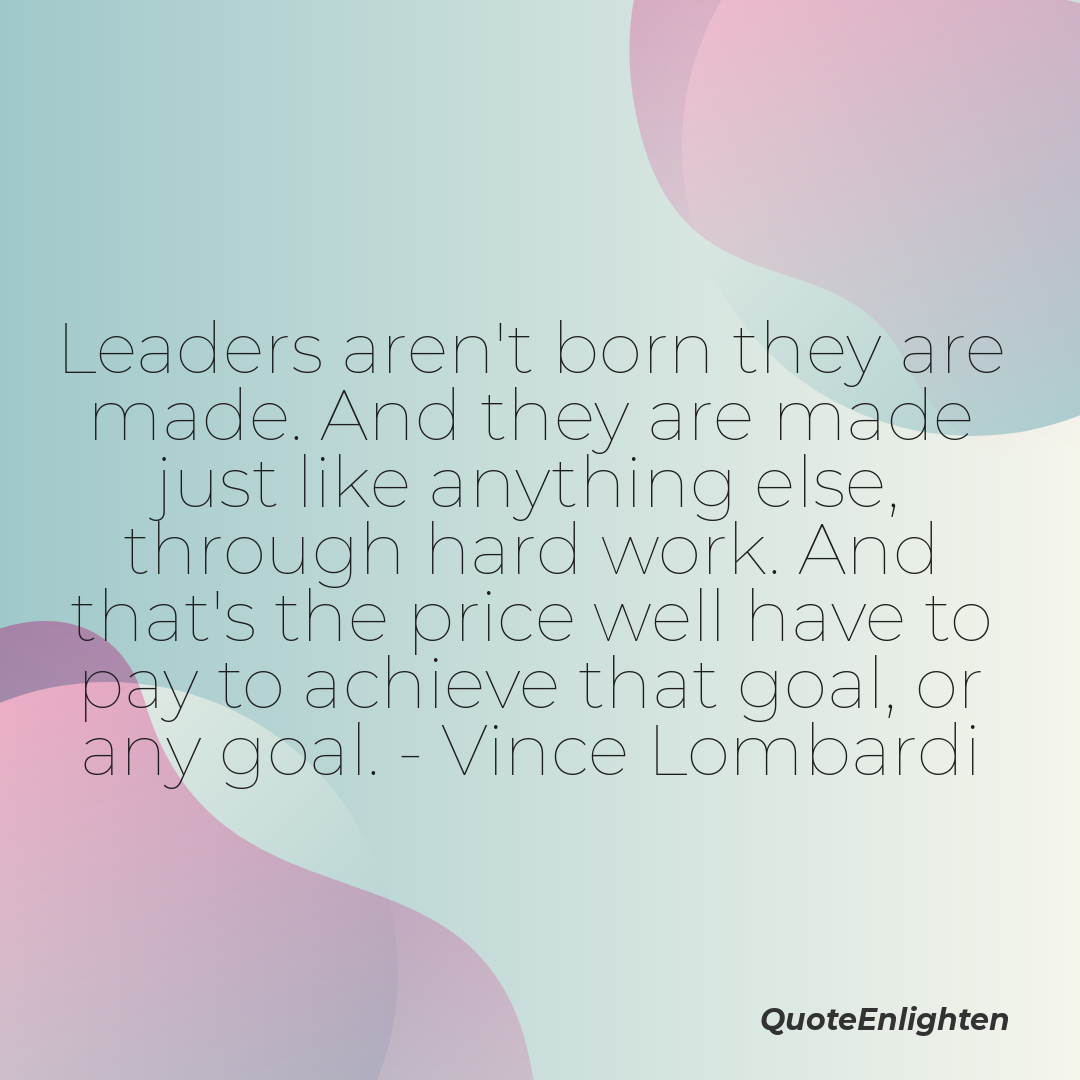 Leaders aren't born they are
made. And they are made
just like anything else,
through hard work. And
that's the price well have to
pay to achieve that goal, or
any goal. - Vince Lombardi
QuoteEnlighten